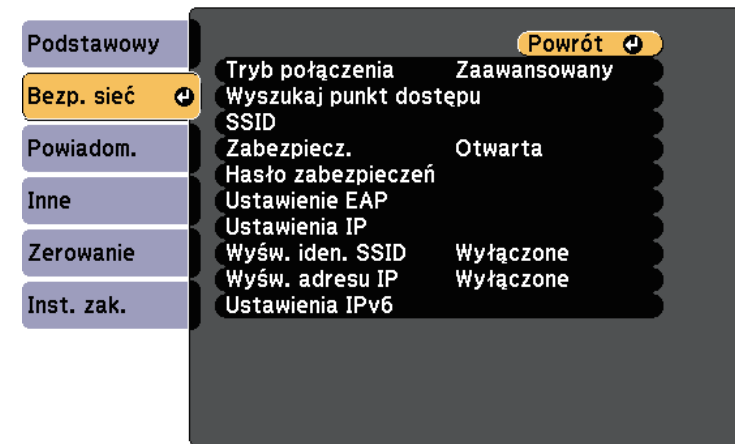 Podstawowy
Bezp. sieć
Powiadom.
Inne
Zerowanie
Inst. zak.
Powrót
Tryb połączenia Zaawansowany
Wyszukaj punkt dostępu
SSID
Zabezpiecz. Otwarta
Hasło zabezpieczeń
Ustawienie EAP
Ustawienia IP
Wyśw. iden. SSID Wyłączone
Wyśw. adresu IP Wyłączone
Ustawienia IPv6